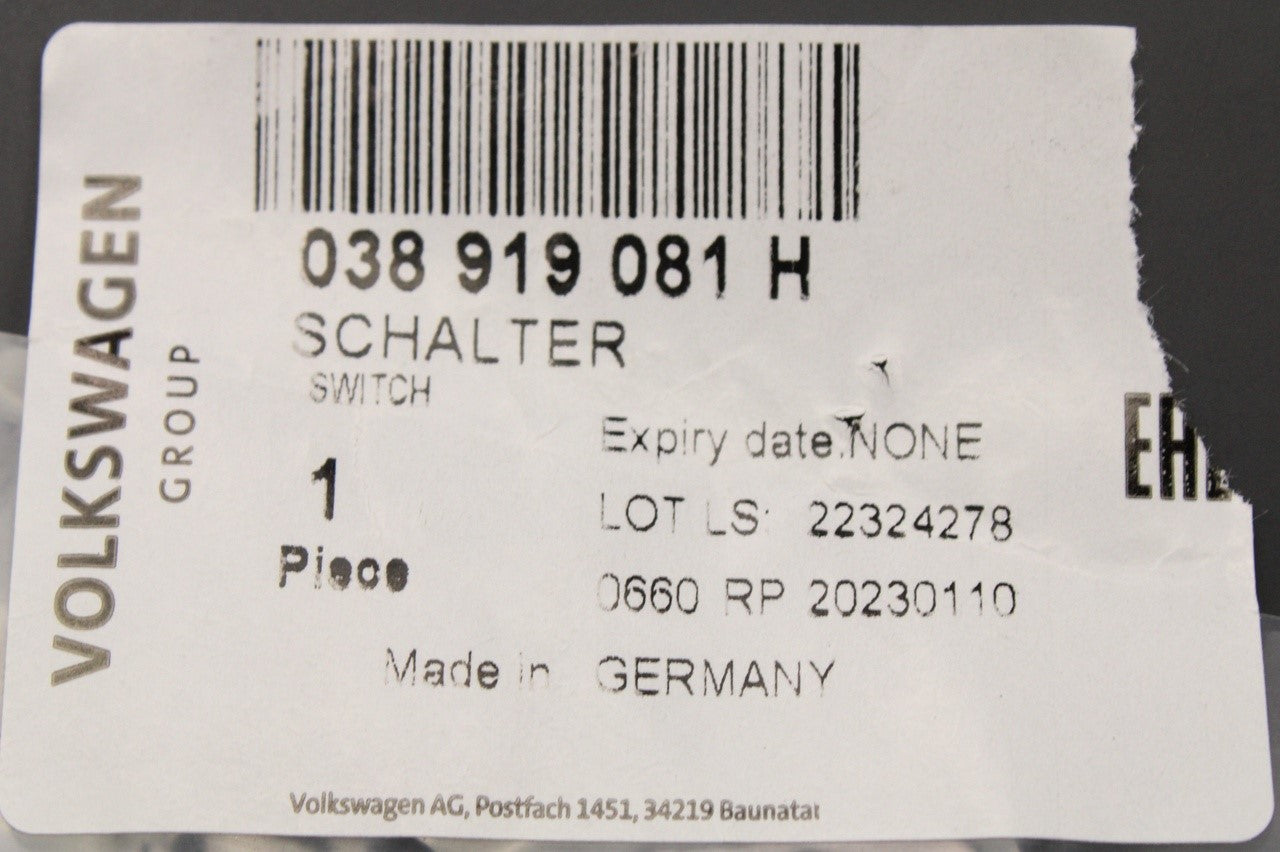 VOLKSWAGEN
GROUP
038 919 081 H
SCHALTER
SWITCH
Expiry date:NONE
1
LOT LS: 22324278
Piece
0660 RP 20230110
Made in GERMANY
Volkswagen AG, Postfach 1451, 34219 Baunatal